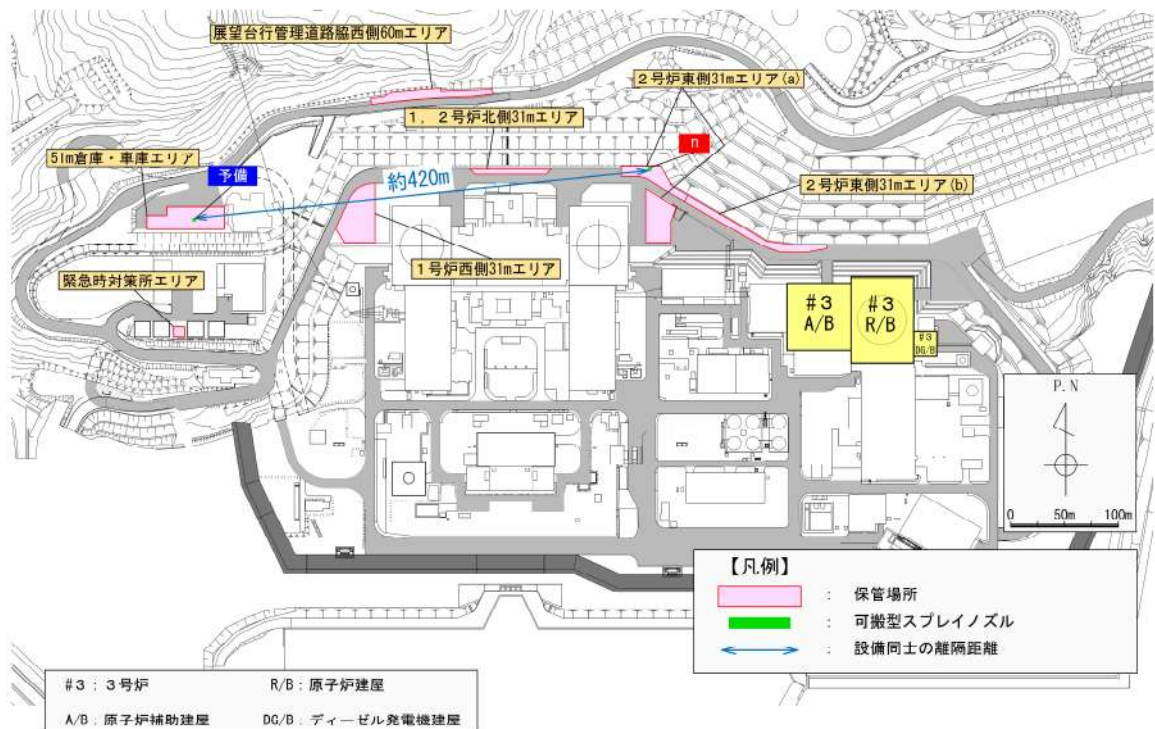 展望台行管理道路脇西側60mエリア
2号炉東側31mエリア(a)
1，2号炉北側31mエリア
n
51m倉庫・車庫エリア
予備
約420m
2号炉東側31mエリア(b)
1号炉西側31mエリア
緊急時対策所エリア
#3
A/B
#3
R/B
#3
DG/B
P.N
0 50m 100m
【凡例】
： 保管場所
： 可搬型スプレイノズル
： 設備同士の離隔距離
#3：3号炉 R/B：原子炉建屋
A/B：原子炉補助建屋 DG/B：ディーゼル発電機建屋